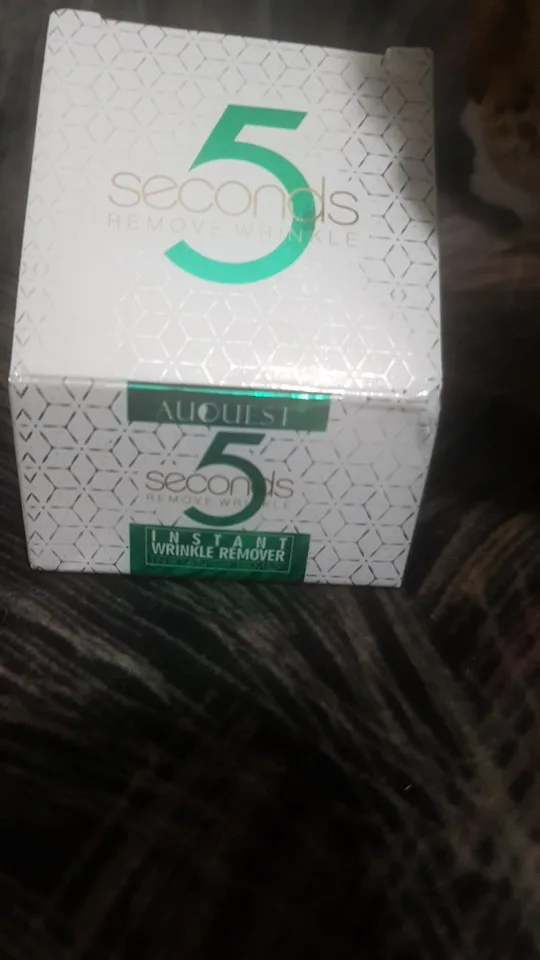 5
seconds
REMOVE WRINKLE
AUQUEST
5
seconds
REMOVE WRINKLE
INSTANT
WRINKLE REMOVER